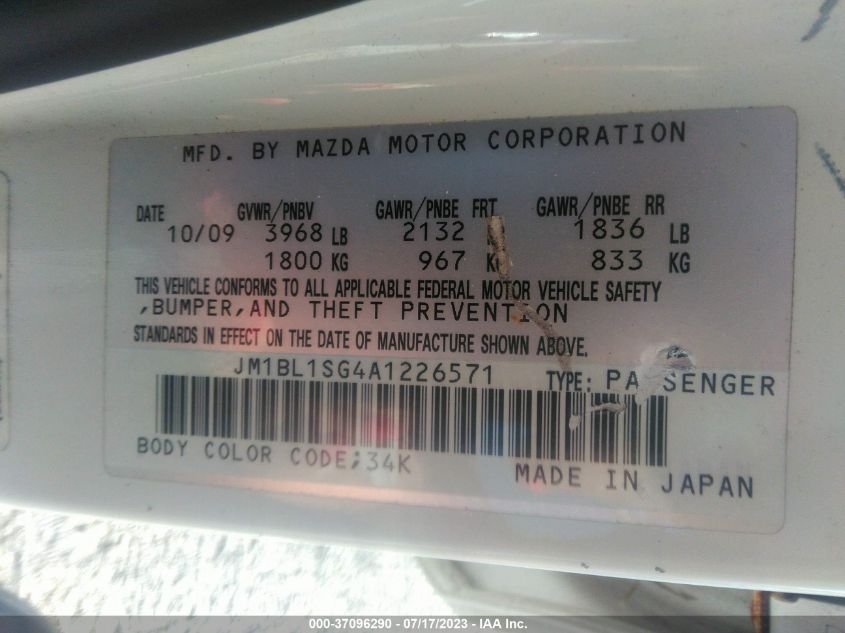 MFD. BY MAZDA MOTOR CORPORATION
DATE GVWR/PNBV GAWR/PNBE FRT GAWR/PNBE RR
10/09 3968 LB 2132 1836 LB
1800 KG 967 833 KG
THIS VEHICLE CONFORMS TO ALL APPLICABLE FEDERAL MOTOR VEHICLE SAFETY
,BUMPER,AND THEFT PREVENTION
STANDARDS IN EFFECT ON THE DATE OF MANUFACTURE SHOWN ABOVE.
JM1BL1SG4A1226571 TYPE: PA SENGER
BODY COLOR CODE;34K
MADE IN JAPAN
000-37096290 - 07/17/2023 - IAA Inc.